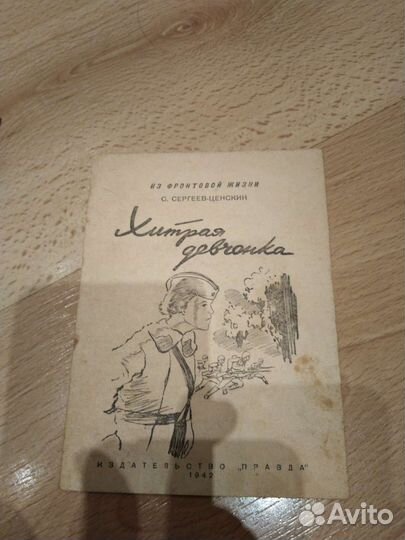 ИЗ ФРОНТОВОЙ ЖИЗНИ
С. СЕРГЕЕВ-ЦЕНСКИЙ
Хитрая
девчонка
ИЗДАТЕЛЬСТВО „ПРАВДА"
1942
Avito